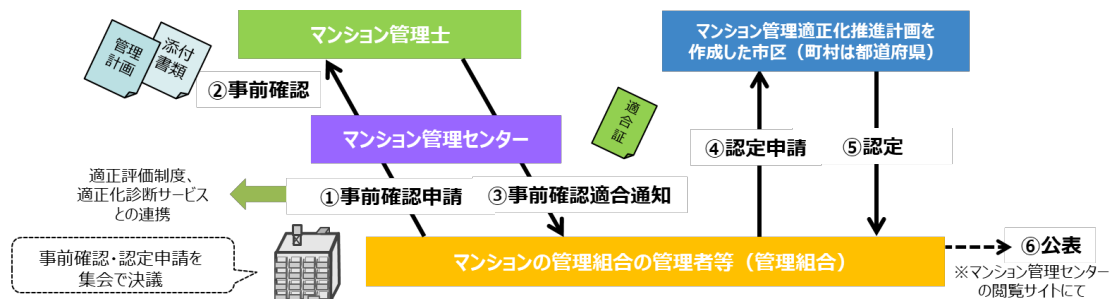 マンション管理士
マンション管理適正化推進計画を
作成した市区（町村は都道府県）
管理
計画
添付
書類
②事前確認
適合証
マンション管理センター
④認定申請
⑤認定
適正評価制度、
適正化診断サービス
との連携
①事前確認申請
③事前確認適合通知
事前確認・認定申請を
集会で決議
マンションの管理組合の管理者等（管理組合）
⑥公表
※マンション管理センター
の閲覧サイトにて